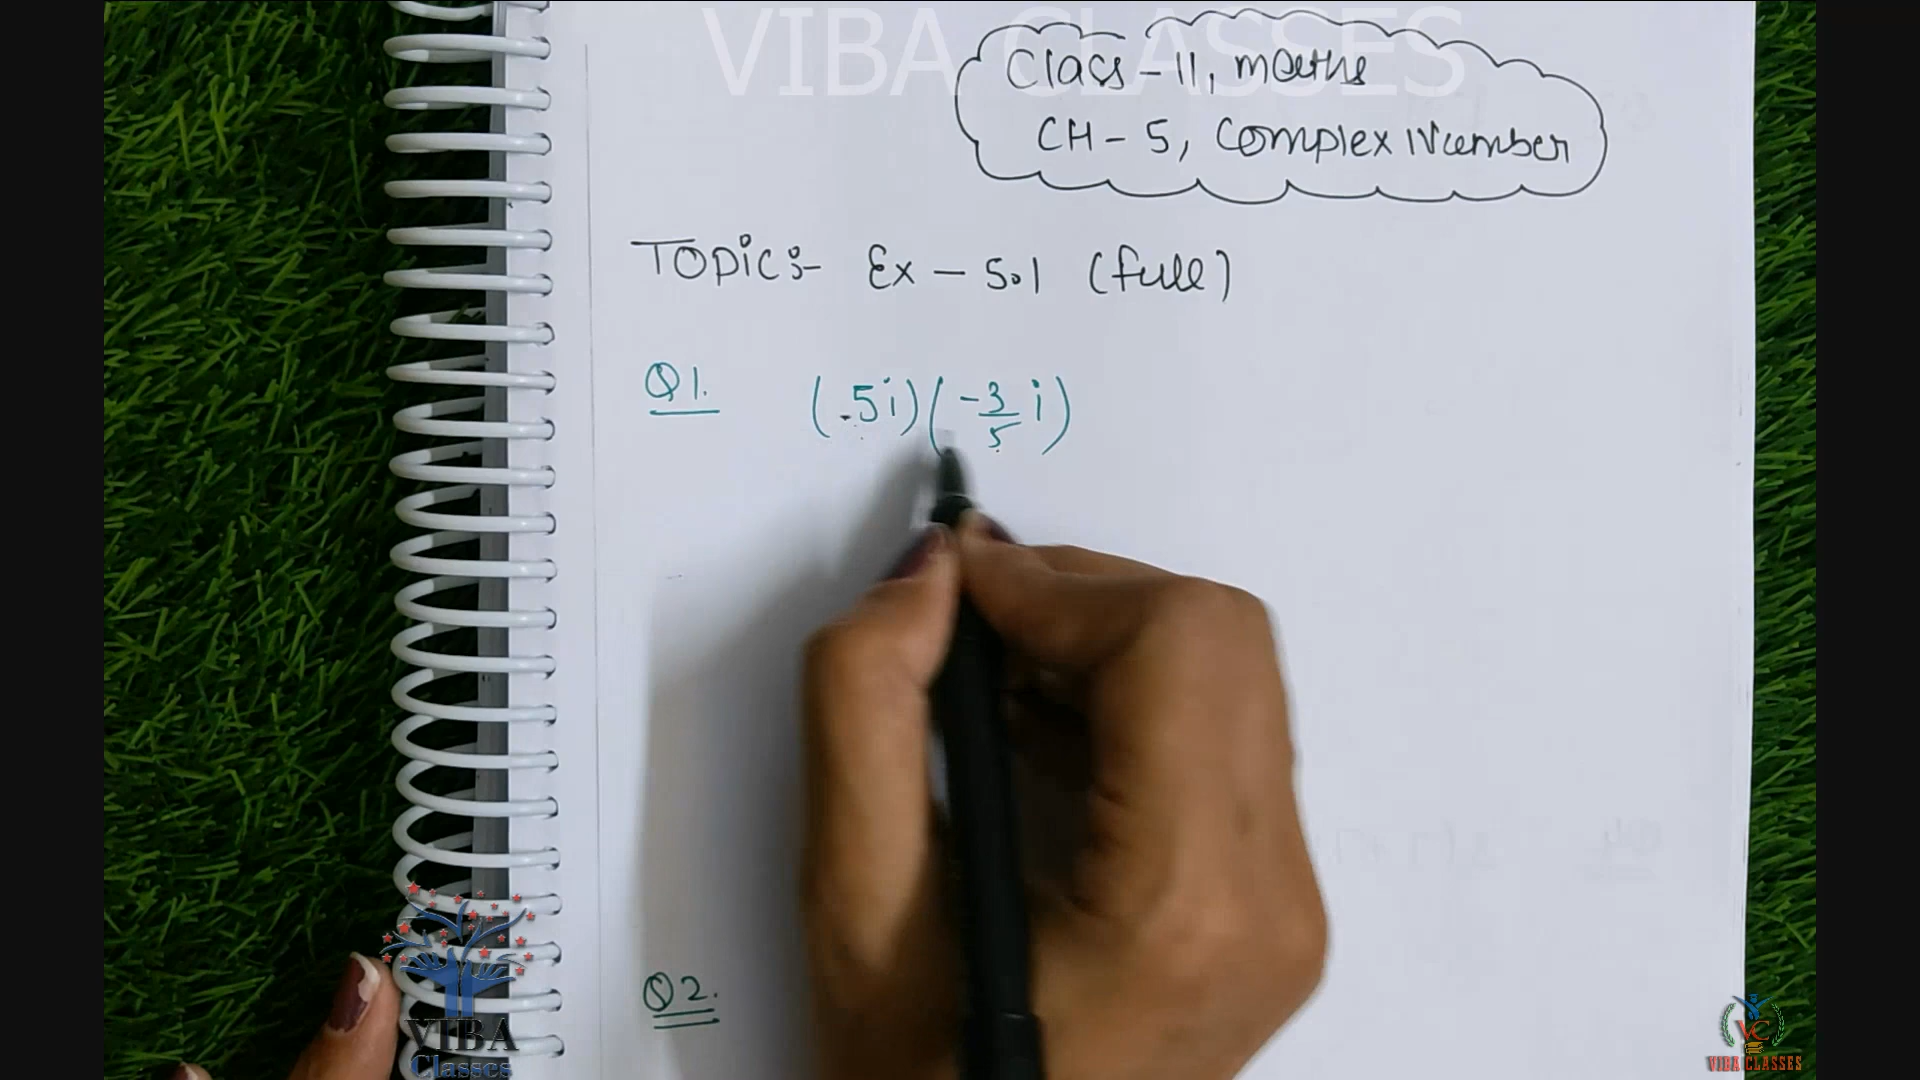 VIBA CLASSES
Class - 11, maths
CH - 5, Complex Number
TOPIC:- Ex - 5.1 (full)
Q1. (.5i)(-3/5 i)
Q2.
VIBA
Classes
VC
VIBA CLASSES